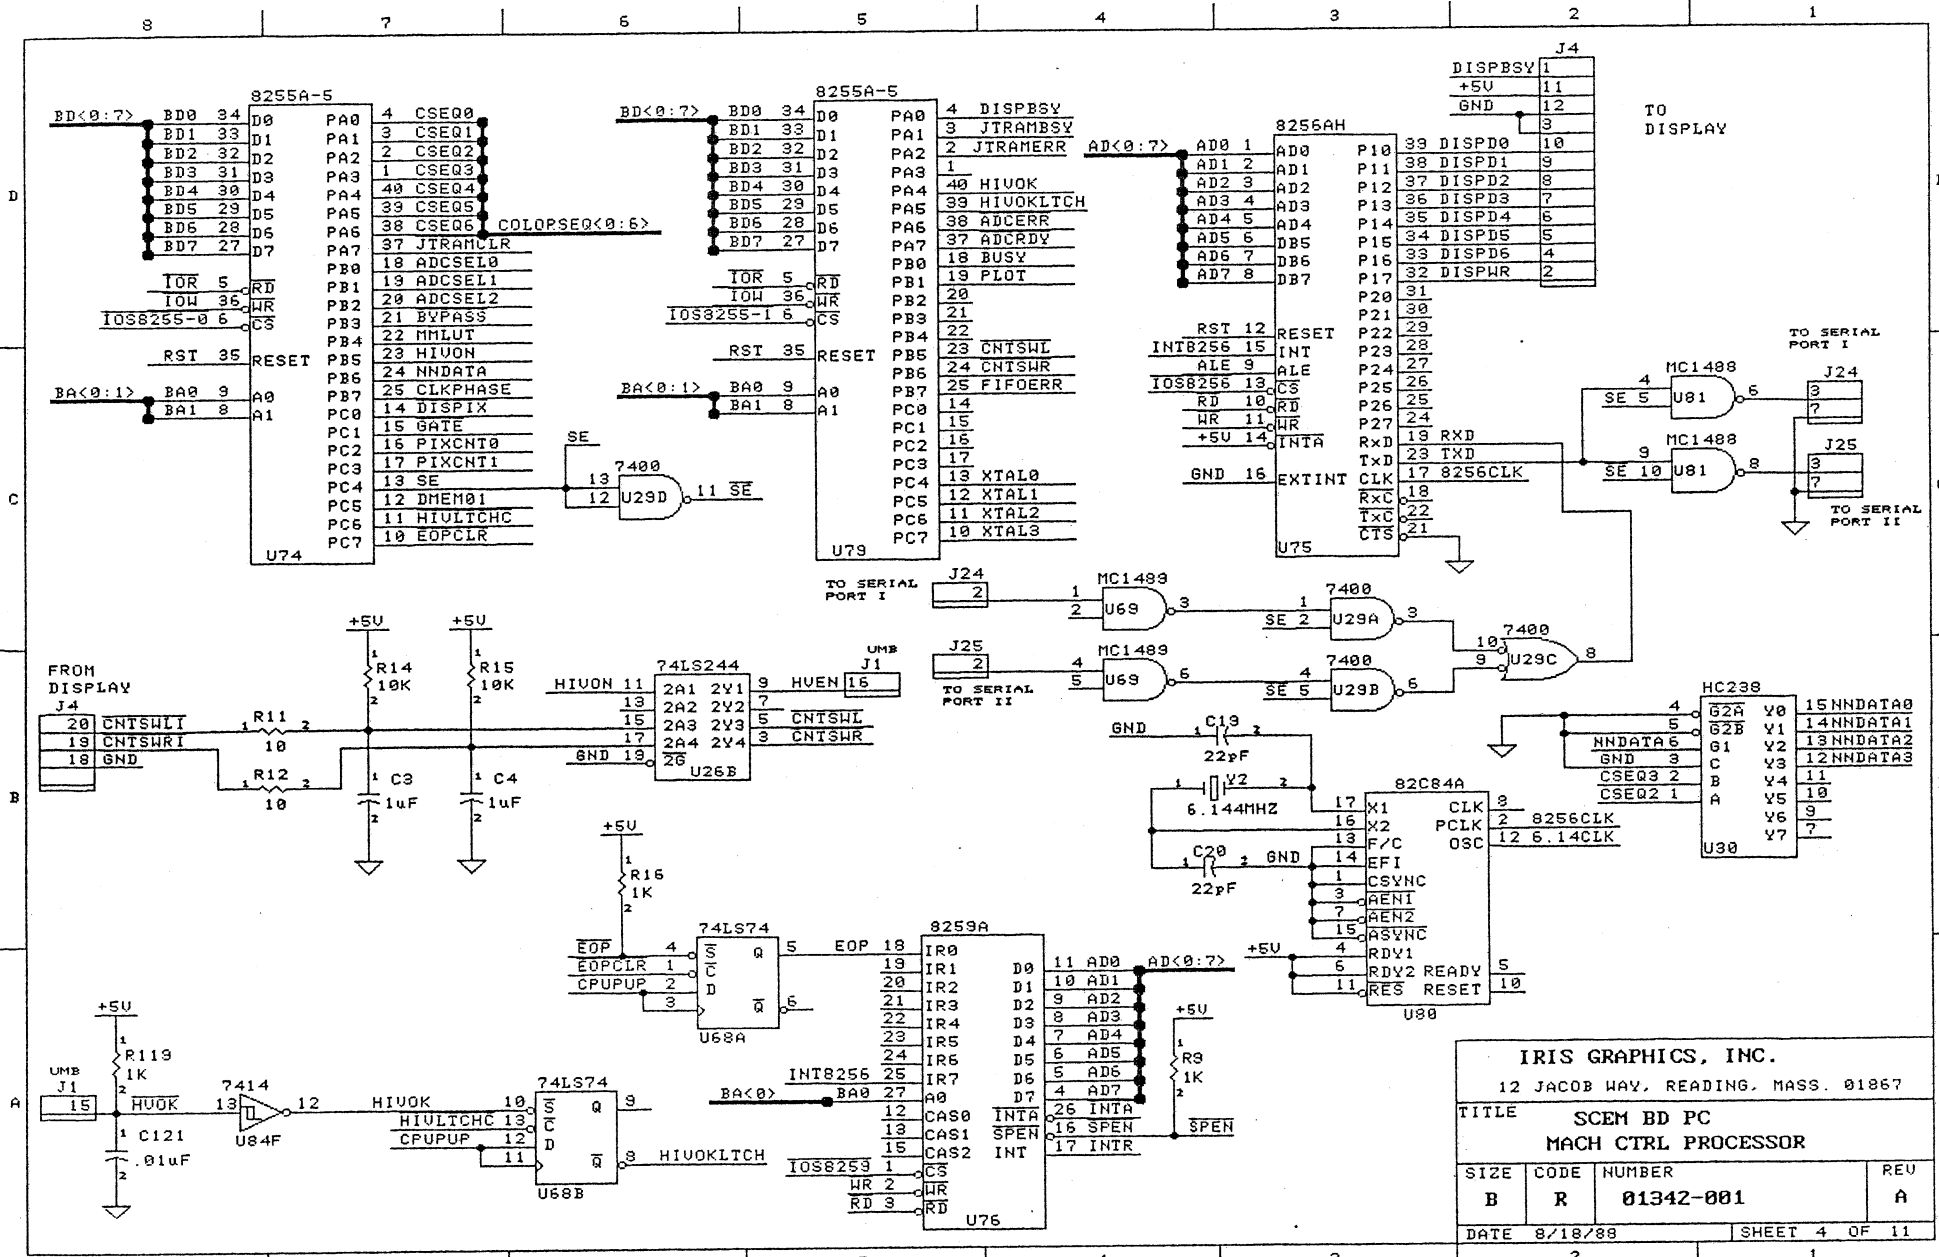 8 7 6 5 4 3 2 1
D
C
B
A
8255A-5
BD<0:7>
BD0 34 D0
BD1 33 D1
BD2 32 D2
BD3 31 D3
BD4 30 D4
BD5 29 D5
BD6 28 D6
BD7 27 D7
IOR 5 RD
IOW 36 WR
IOS8255-0 6 CS
RST 35 RESET
BA<0:1>
BA0 9 A0
BA1 8 A1
PA0 4 CSEQ0
PA1 3 CSEQ1
PA2 2 CSEQ2
PA3 1 CSEQ3
PA4 40 CSEQ4
PA5 39 CSEQ5
PA6 38 CSEQ6
COLORSEQ<0:6>
PA7 37 JTRAMCLR
PB0 18 ADCSEL0
PB1 19 ADCSEL1
PB2 20 ADCSEL2
PB3 21 BYPASS
PB4 22 MMLUT
PB5 23 HIVON
PB6 24 NNDATA
PB7 25 CLKPHASE
PC0 14 DISPIX
PC1 15 GATE
PC2 16 PIXCNT0
PC3 17 PIXCNT1
PC4 13 SE
PC5 12 DMEM01
PC6 11 HIVLTCHC
PC7 10 EOPCLR
U74
SE
7400
13
12
U29D
11 SE
8255A-5
BD<0:7>
BD0 34 D0
BD1 33 D1
BD2 32 D2
BD3 31 D3
BD4 30 D4
BD5 29 D5
BD6 28 D6
BD7 27 D7
IOR 5 RD
IOW 36 WR
IOS8255-1 6 CS
RST 35 RESET
BA<0:1>
BA0 9 A0
BA1 8 A1
PA0 4 DISPBSY
PA1 3 JTRAMBSY
PA2 2 JTRAMERR
PA3 1
PA4 40 HIVOK
PA5 39 HIVOKLTCH
PA6 38 ADCERR
PA7 37 ADCRDY
PB0 18 BUSY
PB1 19 PLOT
PB2 20
PB3 21
PB4 22
PB5 23 CNTSWL
PB6 24 CNTSWR
PB7 25 FIFOERR
PC0 14
PC1 15
PC2 16
PC3 17
PC4 13 XTAL0
PC5 12 XTAL1
PC6 11 XTAL2
PC7 10 XTAL3
U79
8256AH
AD<0:7>
AD0 1 AD0
AD1 2 AD1
AD2 3 AD2
AD3 4 AD3
AD4 5 AD4
AD5 6 DB5
AD6 7 DB6
AD7 8 DB7
RST 12 RESET
INT8256 15 INT
ALE 9 ALE
IOS8256 13 CS
RD 10 RD
WR 11 WR
+5V 14 INTA
GND 16 EXTINT
P10 39 DISPD0
P11 38 DISPD1
P12 37 DISPD2
P13 36 DISPD3
P14 35 DISPD4
P15 34 DISPD5
P16 33 DISPD6
P17 32 DISPWR
P20 31
P21 30
P22 29
P23 28
P24 27
P25 26
P26 25
P27 24
RxD 19 RXD
TxD 23 TXD
CLK 17 8256CLK
RxC 18
TxC 22
CTS 21
U75
J4
DISPBSY 1
+5V 11
GND 12
3
10
9
8
7
6
5
4
2
TO
DISPLAY
TO SERIAL
PORT I
MC1488
4
SE 5
U81
6
J24
3
7
MC1488
9
SE 10
U81
8
J25
3
7
TO SERIAL
PORT II
TO SERIAL
PORT I
J24
2
MC1489
1
2
U69
3
7400
1
SE 2
U29A
3
J25
2
TO SERIAL
PORT II
MC1489
4
5
U69
6
7400
4
SE 5
U29B
6
7400
10
9
U29C
8
FROM
DISPLAY
J4
20 CNTSWLI
19 CNTSWRI
18 GND
1 R11 2
10
1 R12 2
10
+5V
1
R14
10K
2
+5V
1
R15
10K
2
1 C3
1uF
2
1 C4
1uF
2
74LS244
HIVON 11 2A1
13 2A2
15 2A3
17 2A4
GND 19 2G
2Y1 9 HVEN
2Y2 7
2Y3 5 CNTSWL
2Y4 3 CNTSWR
U26B
UMB
J1
16
GND
1 C19 2
22pF
1 Y2 2
6.144MHZ
1 C20 2 GND
22pF
82C84A
17 X1
16 X2
13 F/C
14 EFI
1 CSYNC
3 AEN1
7 AEN2
15 ASYNC
+5V
4 RDY1
6 RDY2
11 RES
CLK 8
PCLK 2 8256CLK
OSC 12 6.14CLK
READY 5
RESET 10
U80
HC238
4 G2A
5 G2B
NNDATA 6 G1
GND 3 C
CSEQ3 2 B
CSEQ2 1 A
Y0 15 NNDATA0
Y1 14 NNDATA1
Y2 13 NNDATA2
Y3 12 NNDATA3
Y4 11
Y5 10
Y6 9
Y7 7
U30
+5V
1
R16
1K
2
74LS74
EOP 4 S
EOPCLR 1 C
CPUPUP 2 D
3
Q 5
Q 6
U68A
8259A
EOP 18 IR0
19 IR1
20 IR2
21 IR3
22 IR4
23 IR5
24 IR6
INT8256 25 IR7
BA<0> BA0 27 A0
12 CAS0
13 CAS1
15 CAS2
IOS8259 1 CS
WR 2 WR
RD 3 RD
D0 11 AD0
D1 10 AD1
D2 9 AD2
D3 8 AD3
D4 7 AD4
D5 6 AD5
D6 5 AD6
D7 4 AD7
AD<0:7>
INTA 26 INTA
SPEN 16 SPEN
INT 17 INTR
U76
+5V
1
R9
1K
2
SPEN
+5V
1
R119
1K
2
UMB
J1
15 HVOK
1 C121
.01uF
2
7414
13 12
U84F
74LS74
HIVOK 10 S
HIVLTCHC 13 C
CPUPUP 12 D
11
Q 9
Q 8 HIVOKLTCH
U68B
IRIS GRAPHICS, INC.
12 JACOB WAY, READING, MASS. 01867
TITLE
SCEM BD PC
MACH CTRL PROCESSOR
SIZE CODE NUMBER REV
B R 01342-001 A
DATE 8/18/88 SHEET 4 OF 11